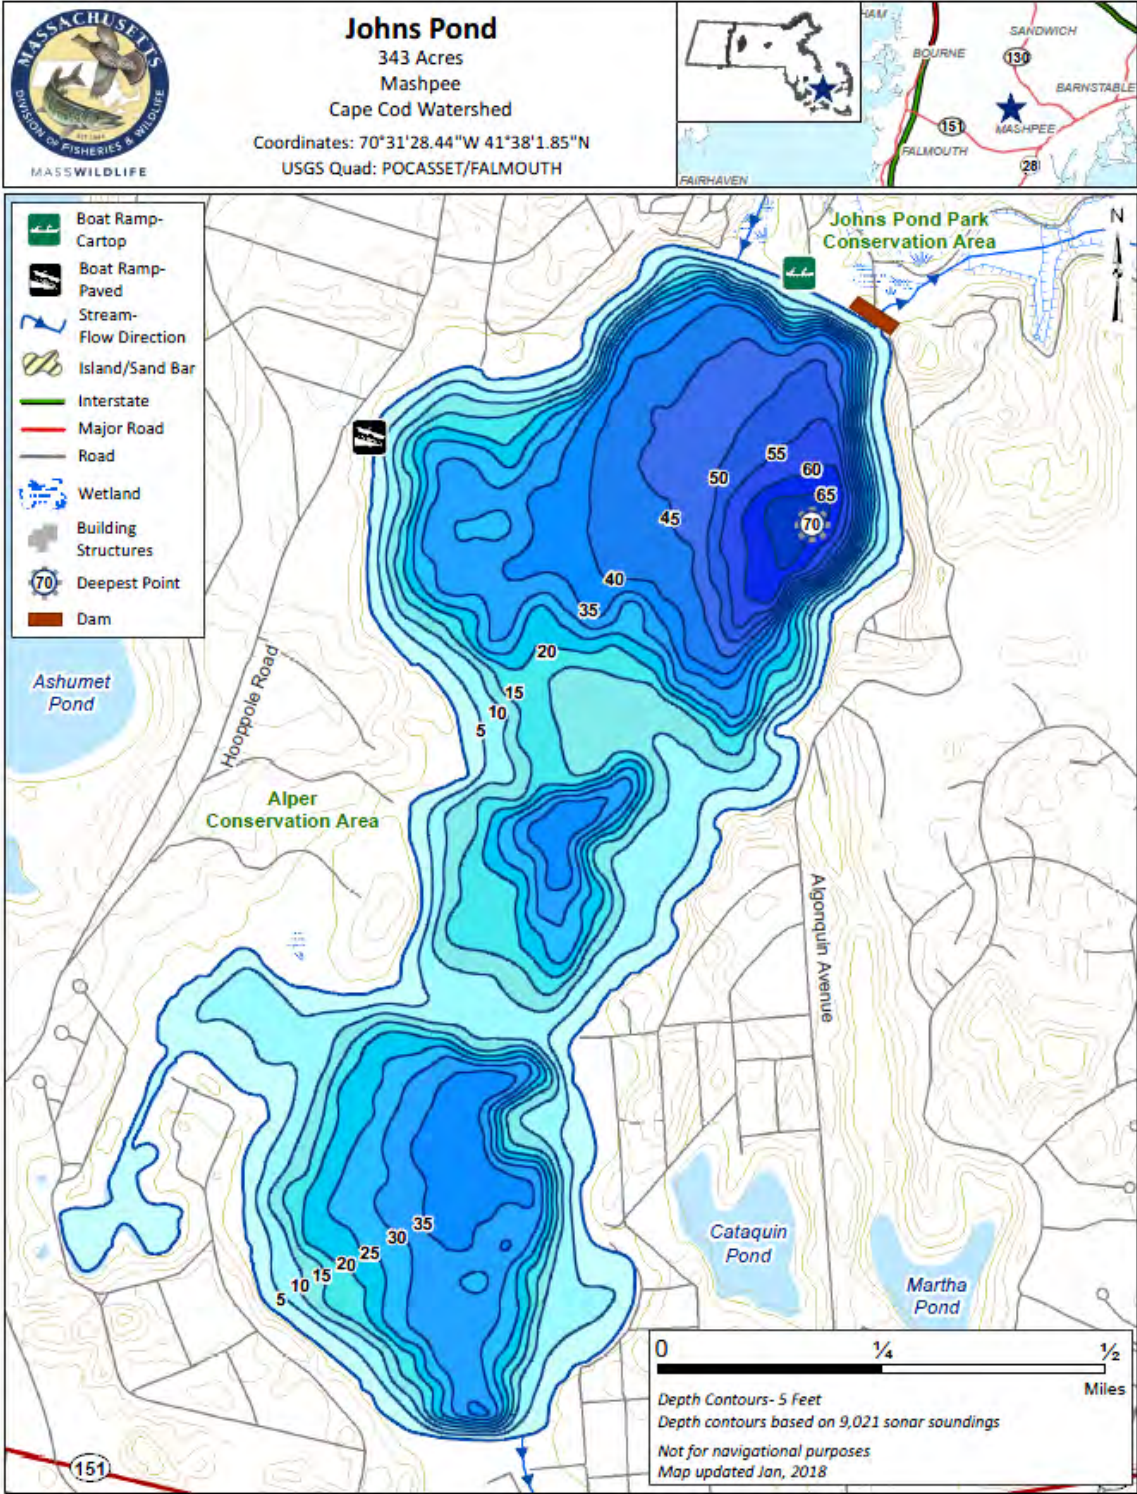 MASSACHUSETTS
DIVISION OF FISHERIES & WILDLIFE
MASSWILDLIFE
Johns Pond
343 Acres
Mashpee
Cape Cod Watershed
Coordinates: 70°31'28.44"W 41°38'1.85"N
USGS Quad: POCASSET/FALMOUTH
HAM
SANDWICH
BOURNE
130
BARNSTABLE
151
MASHPEE
FALMOUTH
28
FAIRHAVEN
Boat Ramp-
Cartop
Boat Ramp-
Paved
Stream-
Flow Direction
Island/Sand Bar
Interstate
Major Road
Road
Wetland
Building
Structures
70
Deepest Point
Dam
Johns Pond Park
Conservation Area
N
55
60
50
65
45
70
40
35
20
15
10
5
Ashumet
Pond
Hooppole Road
Alper
Conservation Area
Algonquin Avenue
35
30
25
20
15
10
5
Cataquin
Pond
Martha
Pond
0
¼
½
Miles
Depth Contours- 5 Feet
Depth contours based on 9,021 sonar soundings
Not for navigational purposes
Map updated Jan, 2018
151